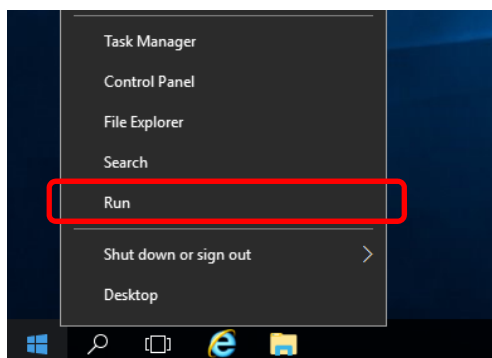 Task Manager
Control Panel
File Explorer
Search
Run
Shut down or sign out
Desktop